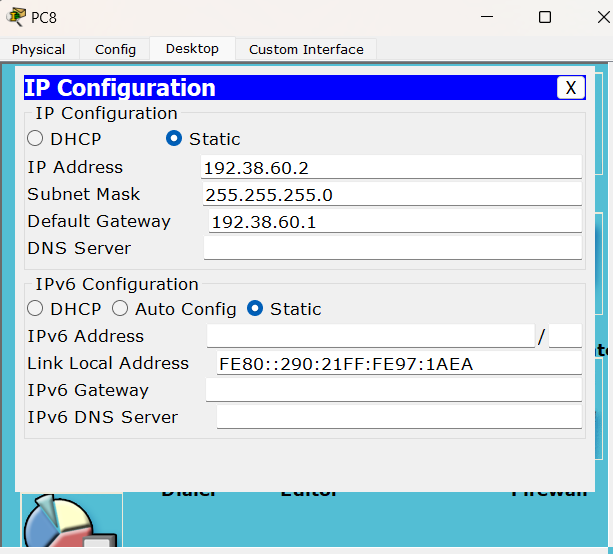 PC8
Physical Config Desktop Custom Interface
IP Configuration X
IP Configuration
DHCP Static
IP Address 192.38.60.2
Subnet Mask 255.255.255.0
Default Gateway 192.38.60.1
DNS Server
IPv6 Configuration
DHCP Auto Config Static
IPv6 Address /
Link Local Address FE80::290:21FF:FE97:1AEA
IPv6 Gateway
IPv6 DNS Server
Dialer Editor Firewall